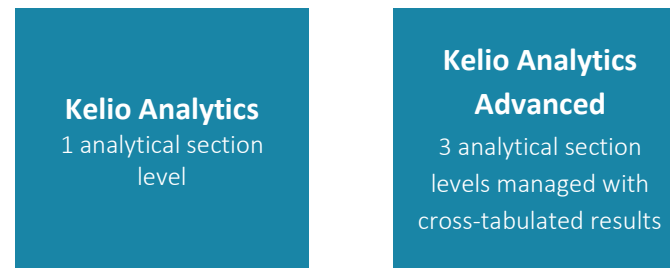 Kelio Analytics
1 analytical section
level
Kelio Analytics
Advanced
3 analytical section
levels managed with
cross-tabulated results